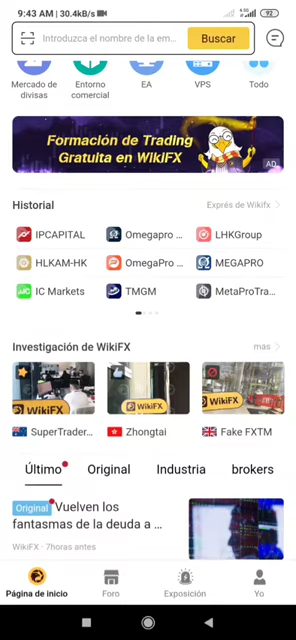 9:43 AM | 30.4kB/s
4.5G
92
Introduzca el nombre de la em...
Buscar
Mercado de
divisas
Entorno
comercial
EA
VPS
Todo
Formación de Trading
Gratuita en WikiFX
AD
Historial
Exprés de Wikifx
IPCAPITAL
Omegapro ...
LHKGroup
HLKAM-HK
OmegaPro ...
MEGAPRO
IC Markets
TMGM
MetaProTra...
Investigación de WikiFX
mas
WikiFX
WikiFX
WikiFX
SuperTrader...
Zhongtai
Fake FXTM
Último
Original
Industria
brokers
Original Vuelven los
fantasmas de la deuda a ...
WikiFX · 7horas antes
Página de inicio
Foro
Exposición
Yo